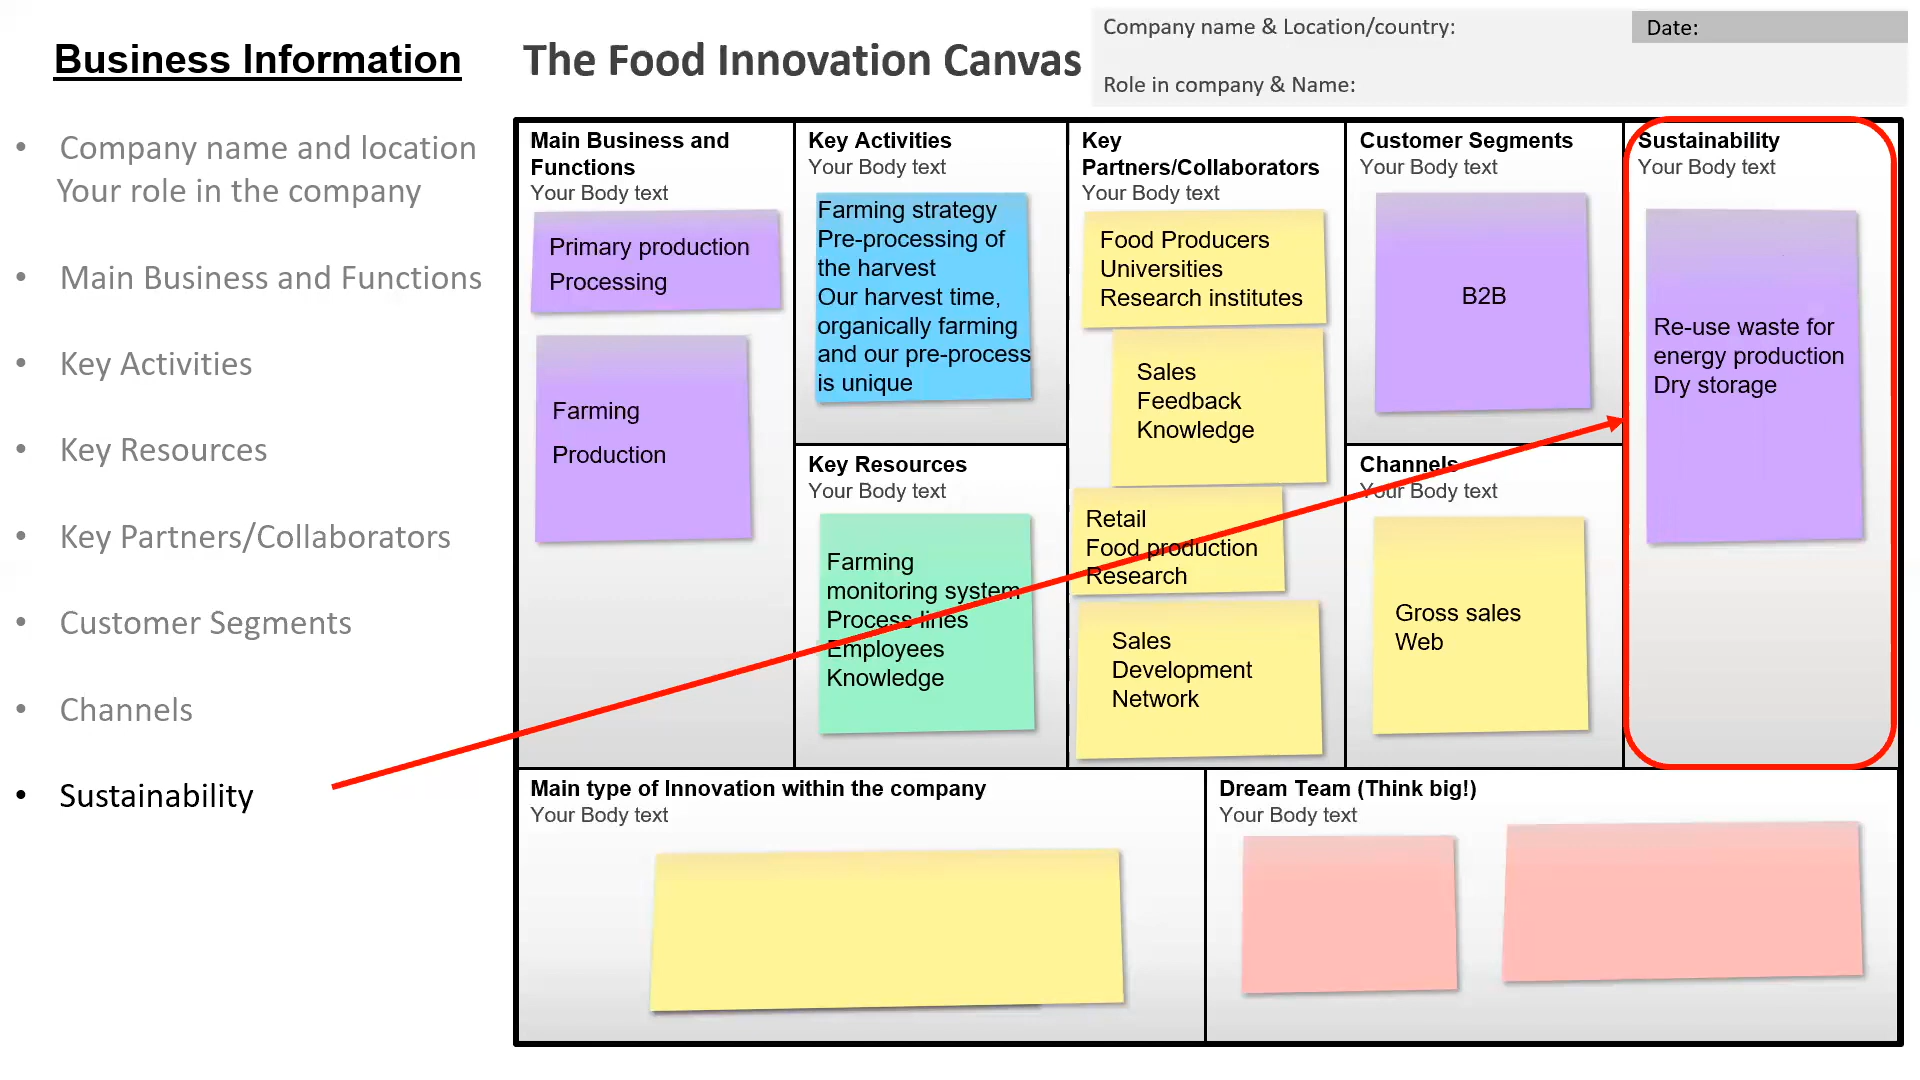 Business Information
• Company name and location
Your role in the company
• Main Business and Functions
• Key Activities
• Key Resources
• Key Partners/Collaborators
• Customer Segments
• Channels
• Sustainability
The Food Innovation Canvas
Company name & Location/country:
Date:
Role in company & Name:
Main Business and
Functions
Your Body text
Primary production
Processing
Farming
Production
Key Activities
Your Body text
Farming strategy
Pre-processing of
the harvest
Our harvest time,
organically farming
and our pre-process
is unique
Key Resources
Your Body text
Farming
monitoring system
Process lines
Employees
Knowledge
Key
Partners/Collaborators
Your Body text
Food Producers
Universities
Research institutes
Sales
Feedback
Knowledge
Retail
Food production
Research
Sales
Development
Network
Customer Segments
Your Body text
B2B
Channels
Your Body text
Gross sales
Web
Sustainability
Your Body text
Re-use waste for
energy production
Dry storage
Main type of Innovation within the company
Your Body text
Dream Team (Think big!)
Your Body text